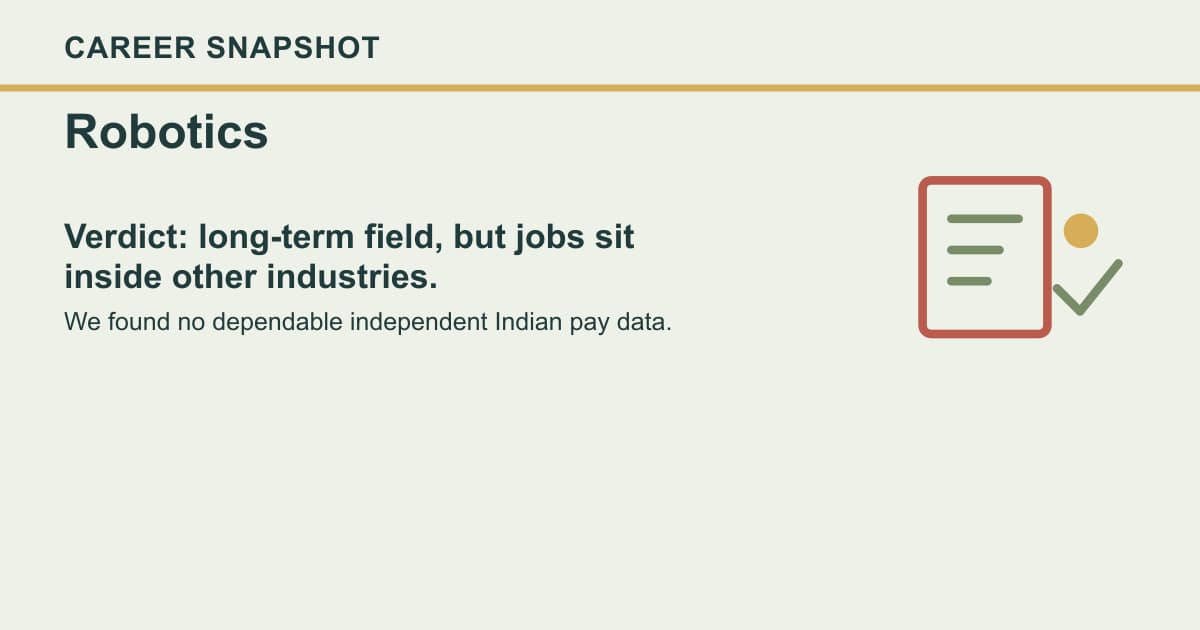 CAREER SNAPSHOT
Robotics
Verdict: long-term field, but jobs sit
inside other industries.
We found no dependable independent Indian pay data.